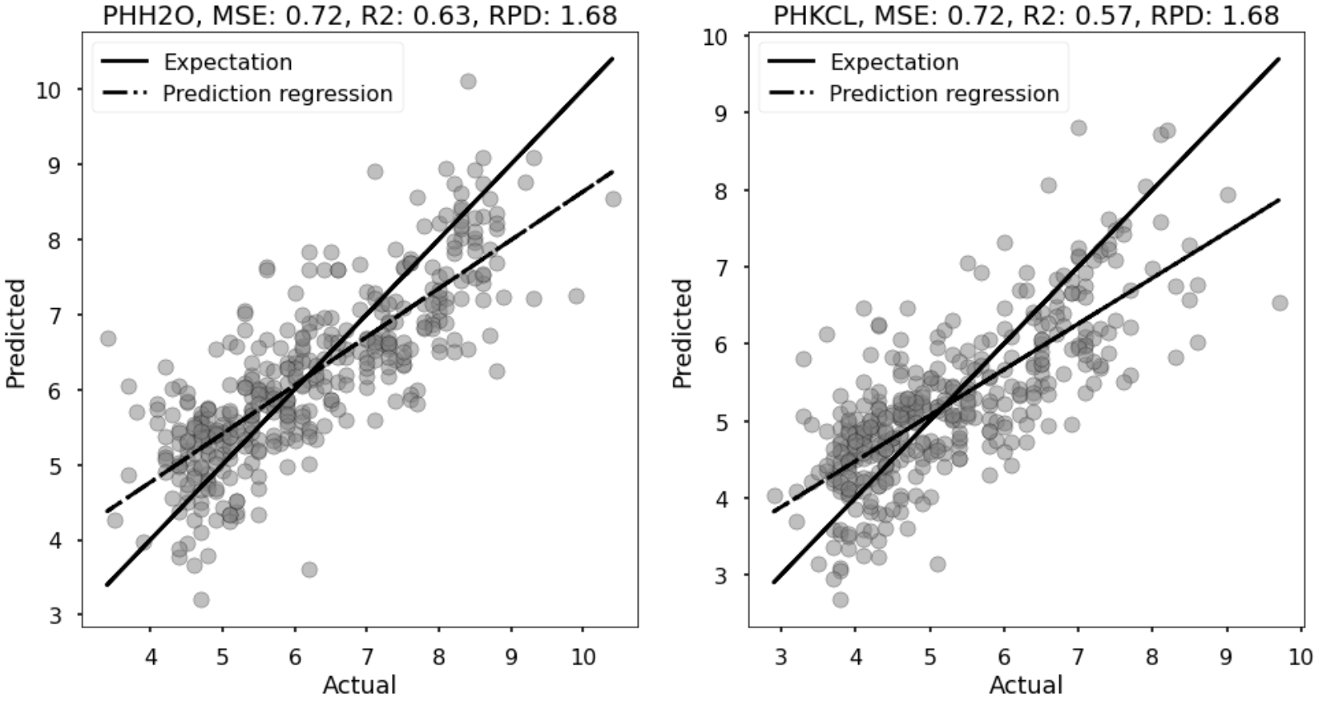 PHH2O, MSE: 0.72, R2: 0.63, RPD: 1.68
Expectation
Prediction regression
10
9
8
7
6
5
4
3
Predicted
4 5 6 7 8 9 10
Actual
PHKCL, MSE: 0.72, R2: 0.57, RPD: 1.68
Expectation
Prediction regression
10
9
8
7
6
5
4
3
Predicted
3 4 5 6 7 8 9 10
Actual